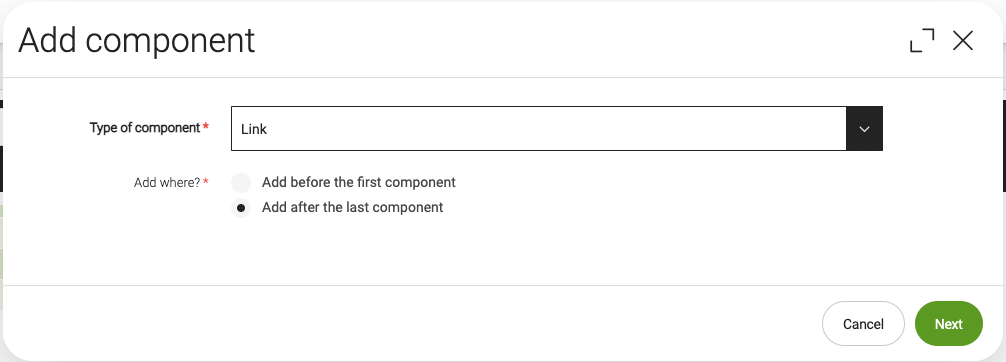 Add component
Type of component *
Link
Add where? *
Add before the first component
Add after the last component
Cancel
Next